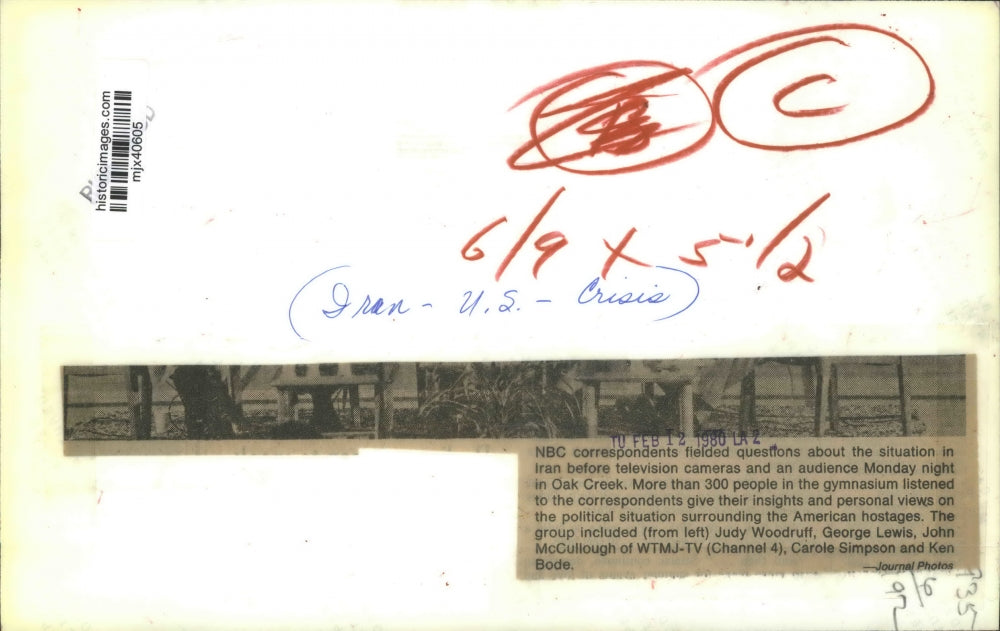 historicimages.com
mjx40605
C
6/9 x 5 1/2
(Iran - U.S. - Crisis)
TU FEB 12 1980 LA 2
NBC correspondents fielded questions about the situation in
Iran before television cameras and an audience Monday night
in Oak Creek. More than 300 people in the gymnasium listened
to the correspondents give their insights and personal views on
the political situation surrounding the American hostages. The
group included (from left) Judy Woodruff, George Lewis, John
McCullough of WTMJ-TV (Channel 4), Carole Simpson and Ken
Bode.
—Journal Photos